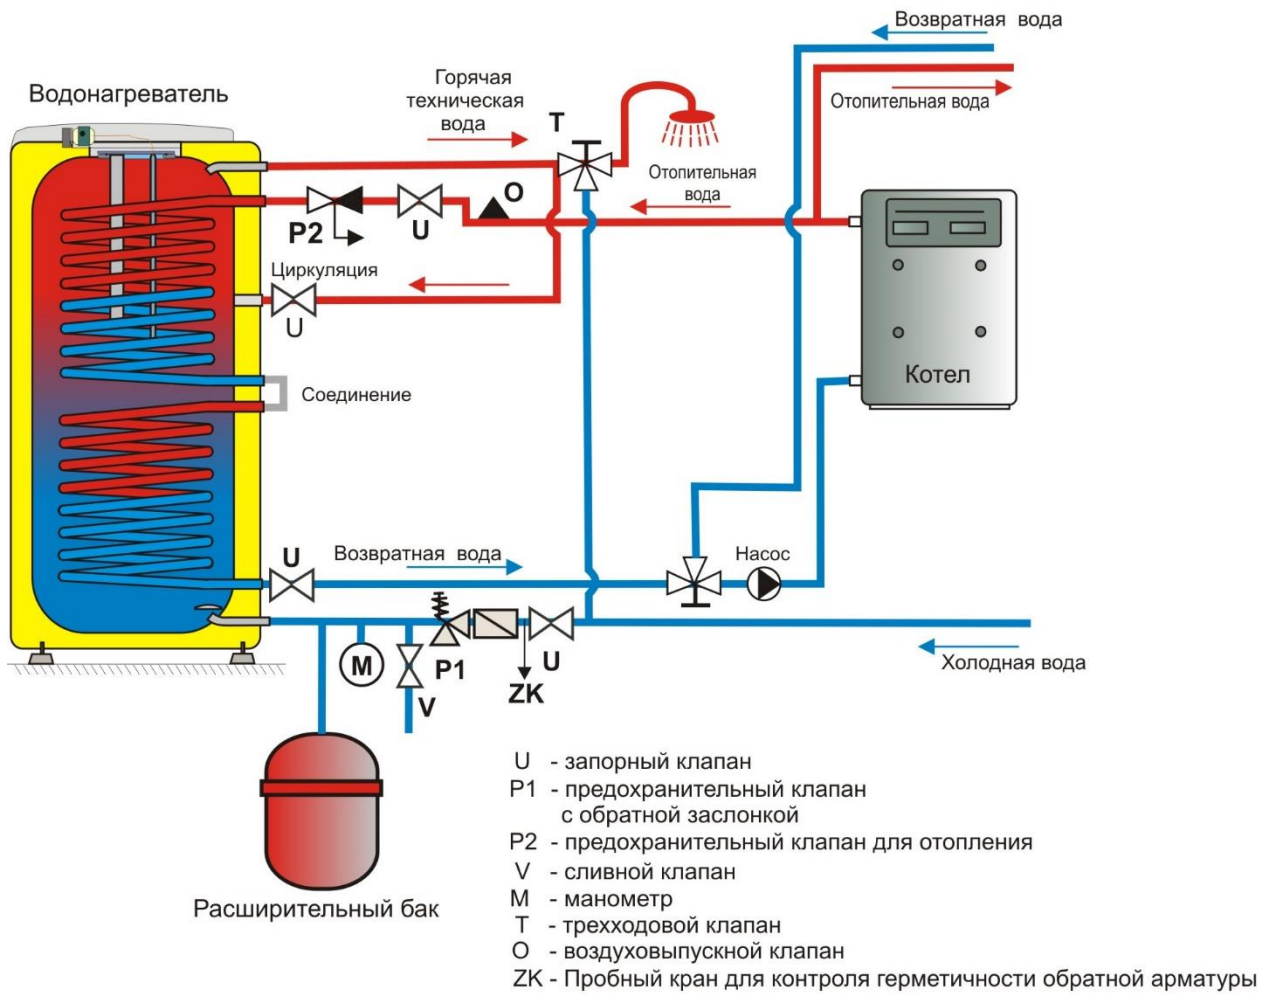 Возвратная вода
Водонагреватель
Горячая
техническая
вода
Отопительная вода
T
Отопительная
вода
O
P2
U
Циркуляция
U
Котел
Соединение
U
Возвратная вода
Насос
M
V
P1
ZK
U
Холодная вода
Расширительный бак
U - запорный клапан
P1 - предохранительный клапан
с обратной заслонкой
P2 - предохранительный клапан для отопления
V - сливной клапан
M - манометр
T - трехходовой клапан
O - воздуховыпускной клапан
ZK - Пробный кран для контроля герметичности обратной арматуры